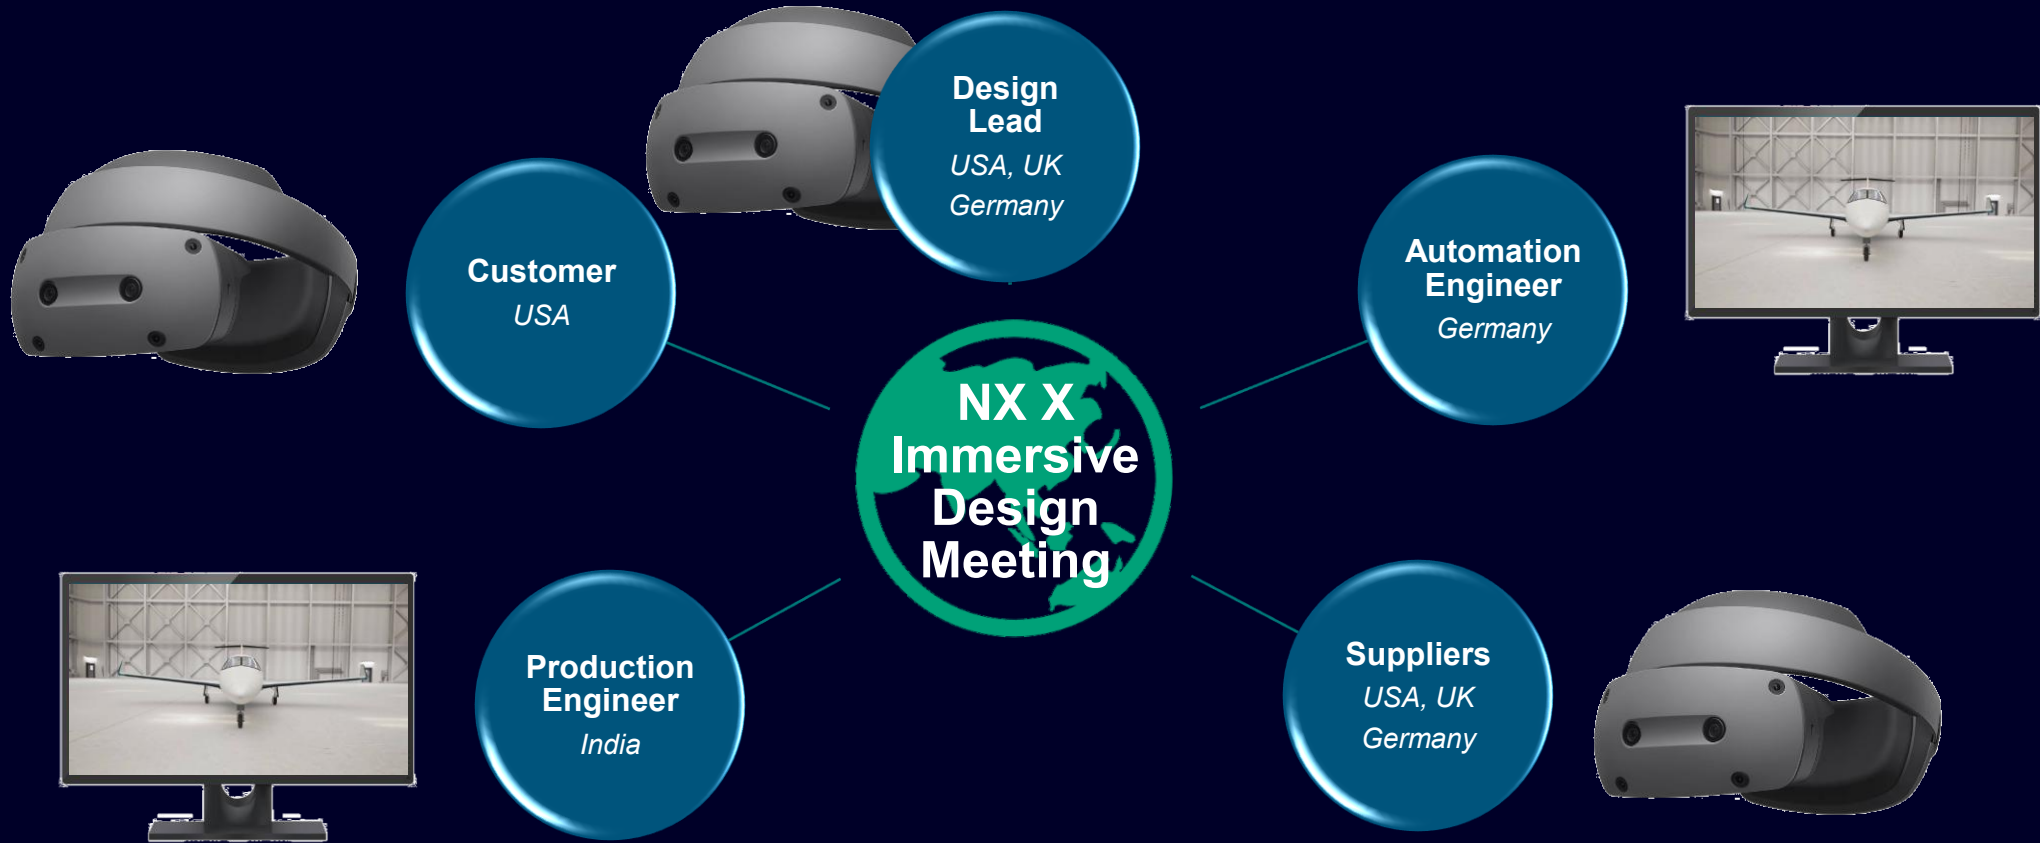 Design
Lead
USA, UK
Germany
Customer
USA
Automation
Engineer
Germany
NX X
Immersive
Design
Meeting
Production
Engineer
India
Suppliers
USA, UK
Germany